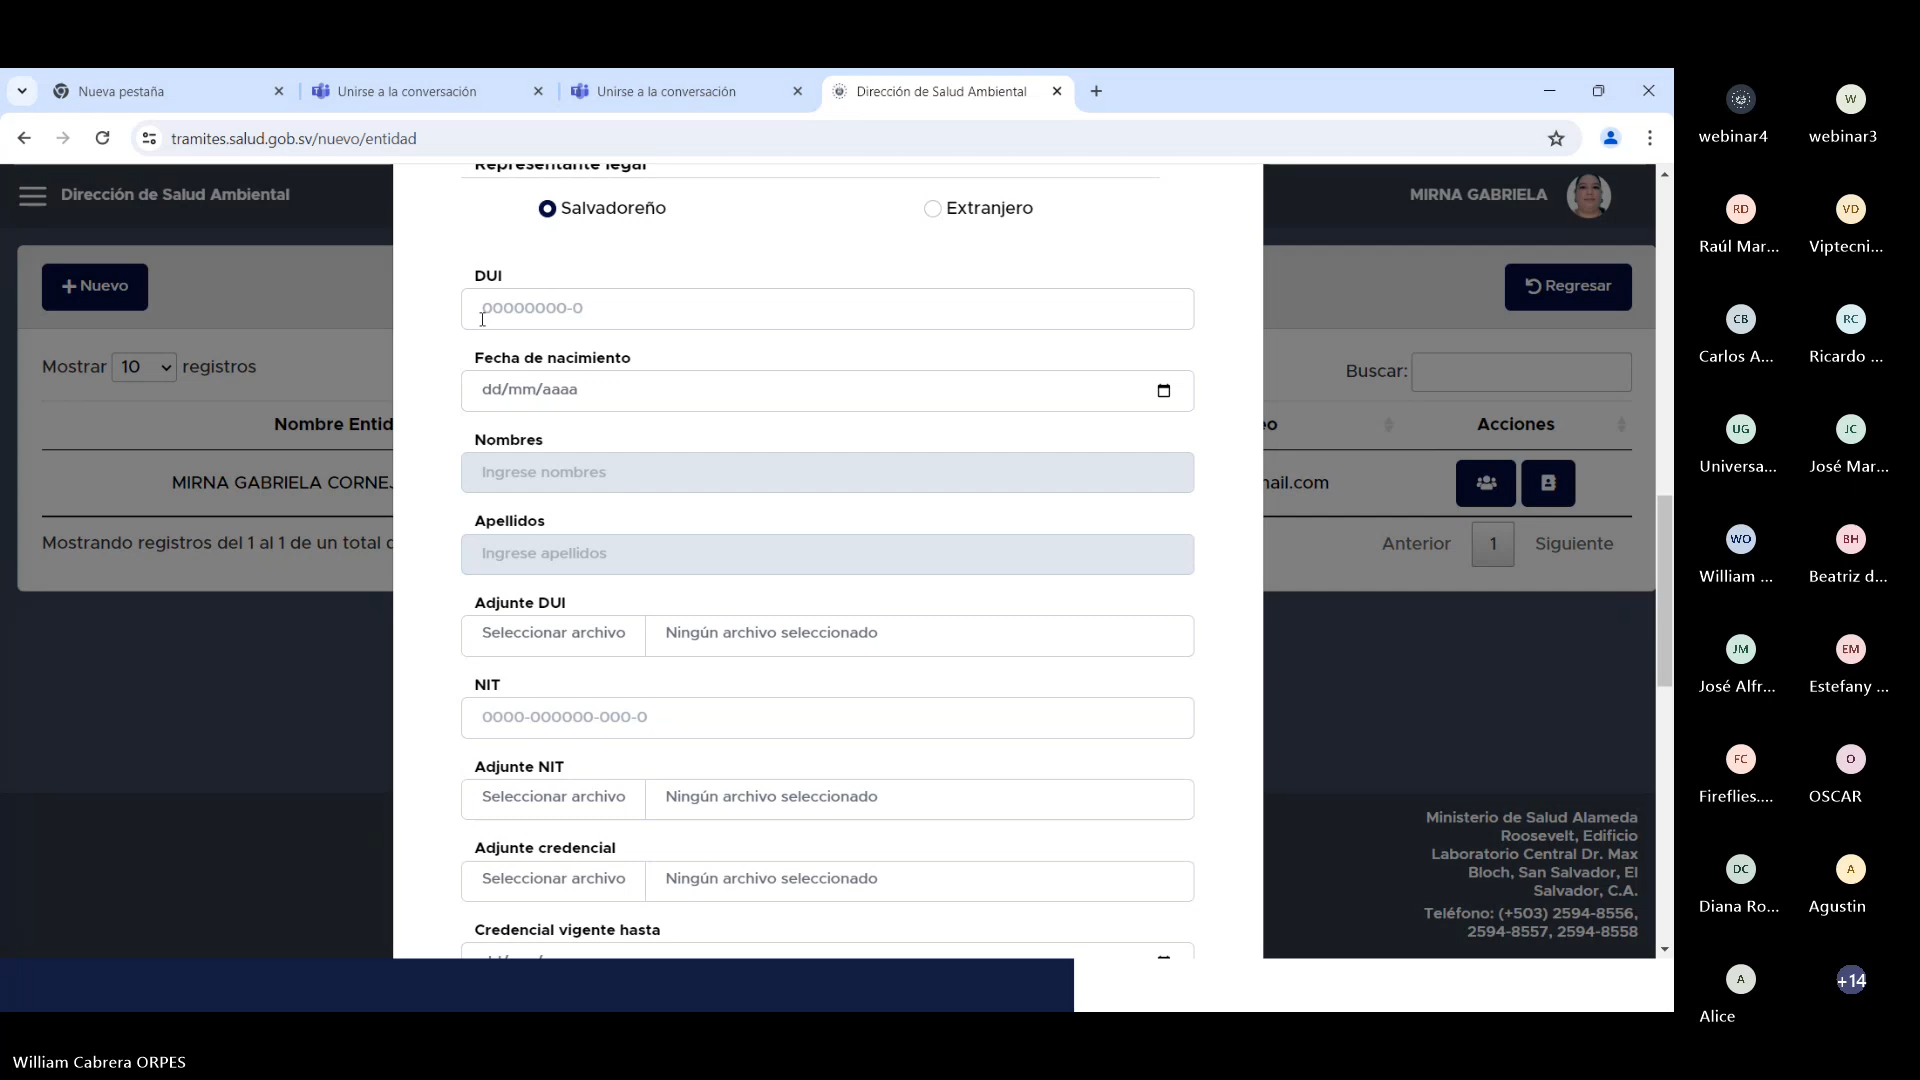 Nueva pestaña
Unirse a la conversación
Unirse a la conversación
Dirección de Salud Ambiental
tramites.salud.gob.sv/nuevo/entidad
Dirección de Salud Ambiental
MIRNA GABRIELA
Nuevo
Regresar
Mostrar 10 registros
Buscar:
Nombre Entid
eo
Acciones
MIRNA GABRIELA CORNEJ
nail.com
Mostrando registros del 1 al 1 de un total d
Anterior 1 Siguiente
Representante legal
Salvadoreño
Extranjero
DUI
00000000-0
Fecha de nacimiento
dd/mm/aaaa
Nombres
Ingrese nombres
Apellidos
Ingrese apellidos
Adjunte DUI
Seleccionar archivo Ningún archivo seleccionado
NIT
0000-000000-000-0
Adjunte NIT
Seleccionar archivo Ningún archivo seleccionado
Adjunte credencial
Seleccionar archivo Ningún archivo seleccionado
Credencial vigente hasta
Ministerio de Salud Alameda
Roosevelt, Edificio
Laboratorio Central Dr. Max
Bloch, San Salvador, El
Salvador, C.A.
Teléfono: (+503) 2594-8556,
2594-8557, 2594-8558
webinar4
W
webinar3
RD
Raúl Mar...
VD
Viptecni...
CB
Carlos A...
RC
Ricardo ...
UG
Universa...
JC
José Mar...
WO
William ...
BH
Beatriz d...
JM
José Alfr...
EM
Estefany ...
FC
Fireflies....
O
OSCAR
DC
Diana Ro...
A
Agustin
A
Alice
+14
William Cabrera ORPES